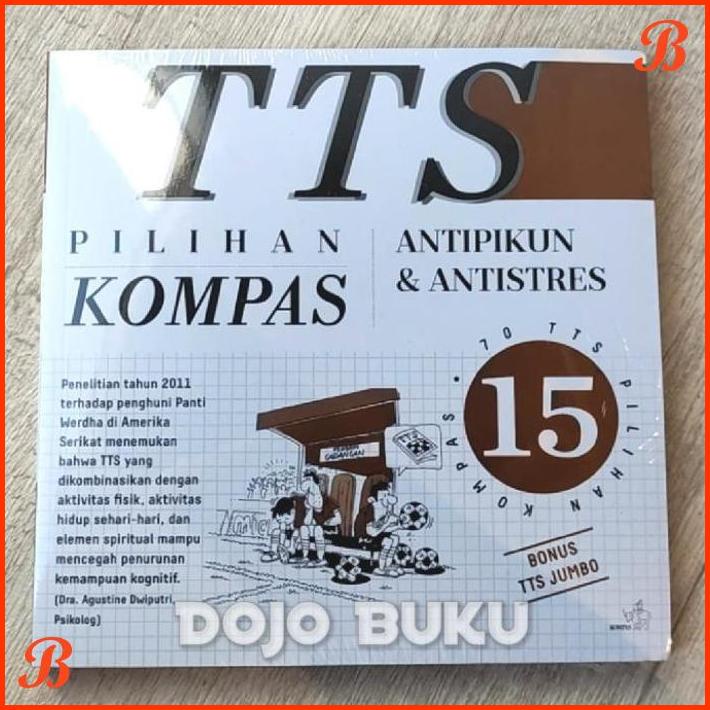 B
TTS
PILIHAN
KOMPAS
ANTIPIKUN
& ANTISTRES
70 TTS PILIHAN KOMPAS •
15
Penelitian tahun 2011
terhadap penghuni Panti
Werdha di Amerika
Serikat menemukan
bahwa TTS yang
dikombinasikan dengan
aktivitas fisik, aktivitas
hidup sehari-hari, dan
elemen spiritual mampu
mencegah penurunan
kemampuan kognitif.
(Dra. Agustine Dwiputri,
Psikolog)
CADANGAN
TTS
BONUS
TTS JUMBO
DOJO BUKU
B